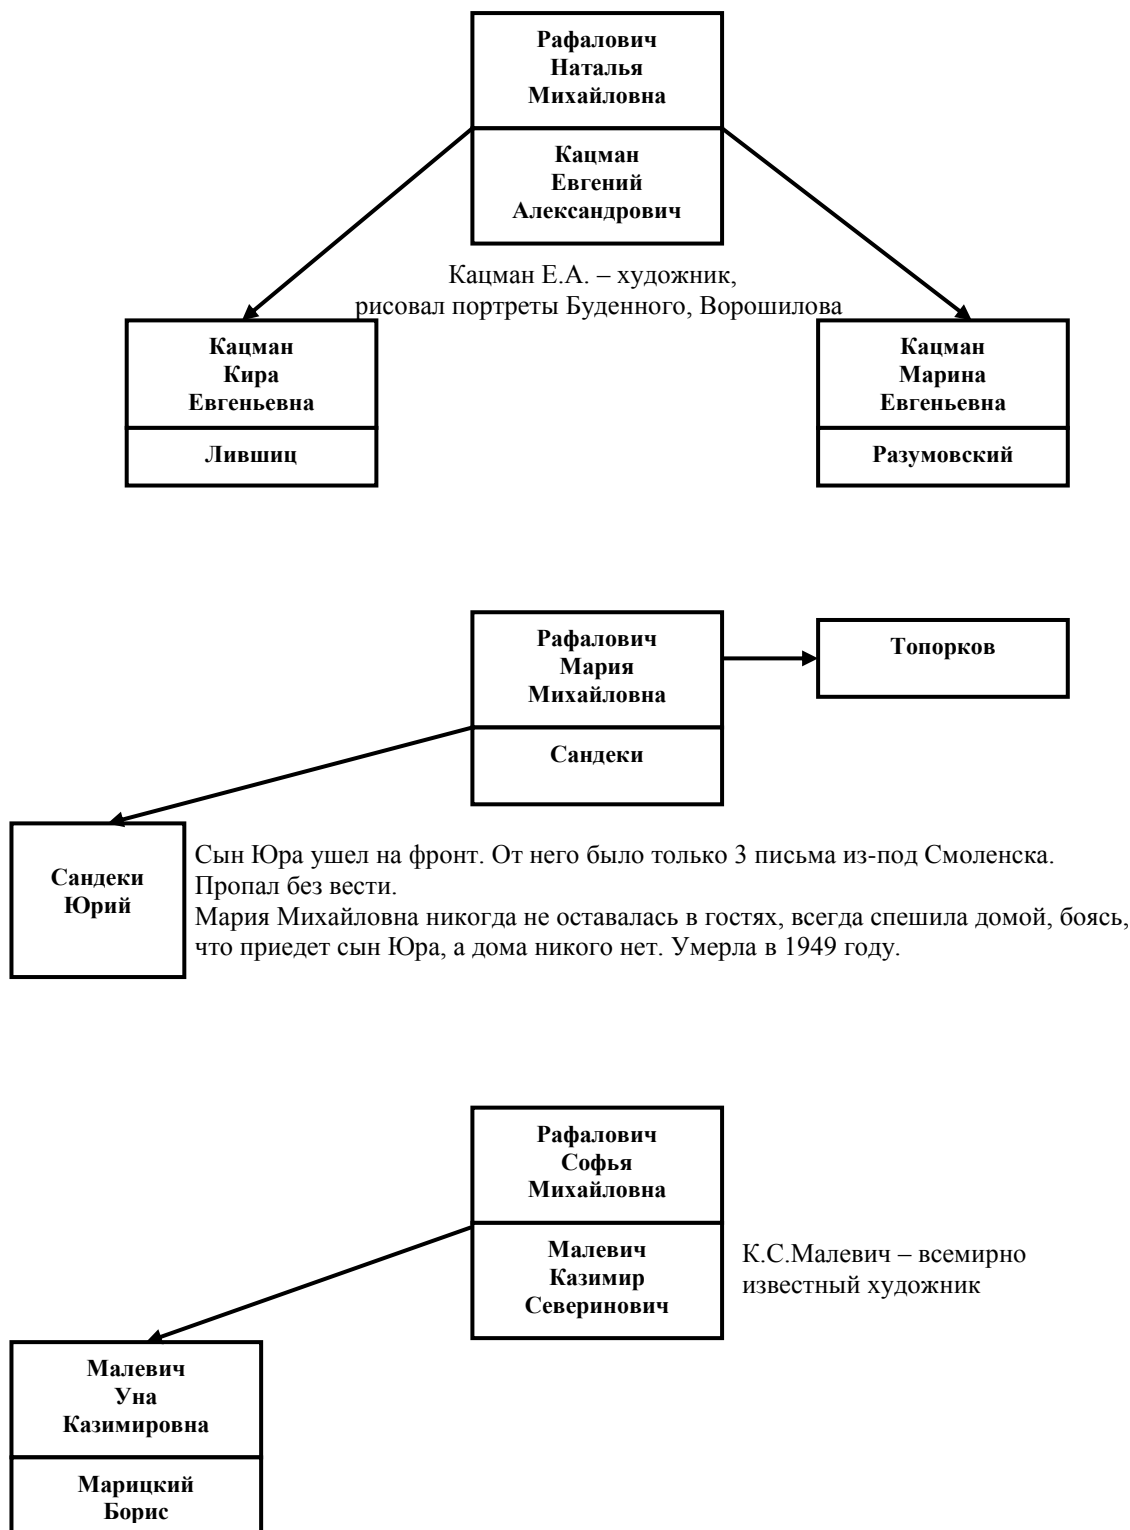 Рафалович
Наталья
Михайловна
Кацман
Евгений
Александрович
Кацман Е.А. – художник,
рисовал портреты Буденного, Ворошилова
Кацман
Кира
Евгеньевна
Лившиц
Кацман
Марина
Евгеньевна
Разумовский
Рафалович
Мария
Михайловна
Сандеки
Топорков
Сандеки
Юрий
Сын Юра ушел на фронт. От него было только 3 письма из-под Смоленска.
Пропал без вести.
Мария Михайловна никогда не оставалась в гостях, всегда спешила домой, боясь,
что приедет сын Юра, а дома никого нет. Умерла в 1949 году.
Рафалович
Софья
Михайловна
Малевич
Казимир
Северинович
К.С.Малевич – всемирно
известный художник
Малевич
Уна
Казимировна
Марицкий
Борис